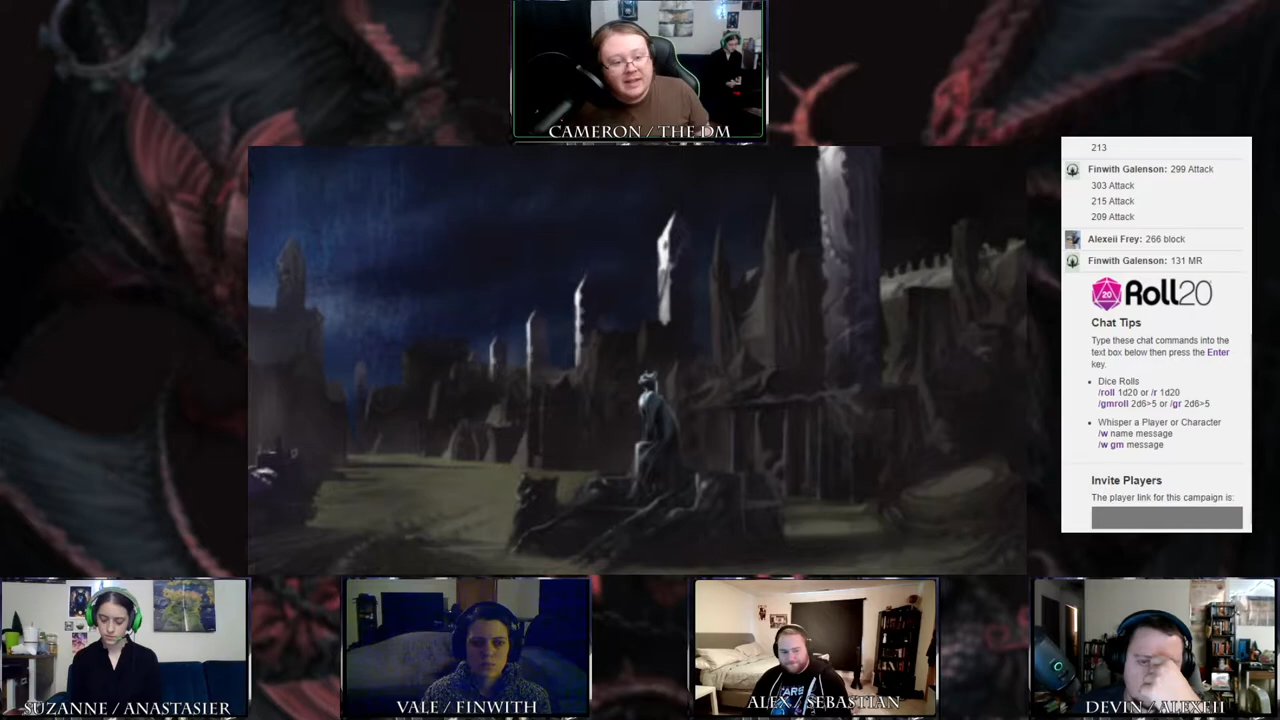 CAMERON / THE DM
213
Finwith Galenson: 299 Attack
303 Attack
215 Attack
209 Attack
Alexeii Frey: 266 block
Finwith Galenson: 131 MR
20 Roll20
Chat Tips
Type these chat commands into the
text box below then press the Enter
key.
Dice Rolls
/roll 1d20 or /r 1d20
/gmroll 2d6>5 or /gr 2d6>5
Whisper a Player or Character
/w name message
/w gm message
Invite Players
The player link for this campaign is:
SUZANNE / ANASTASIER
VALE / FINWITH
ALEX / SEBASTIAN
DEVIN / ALEXEII